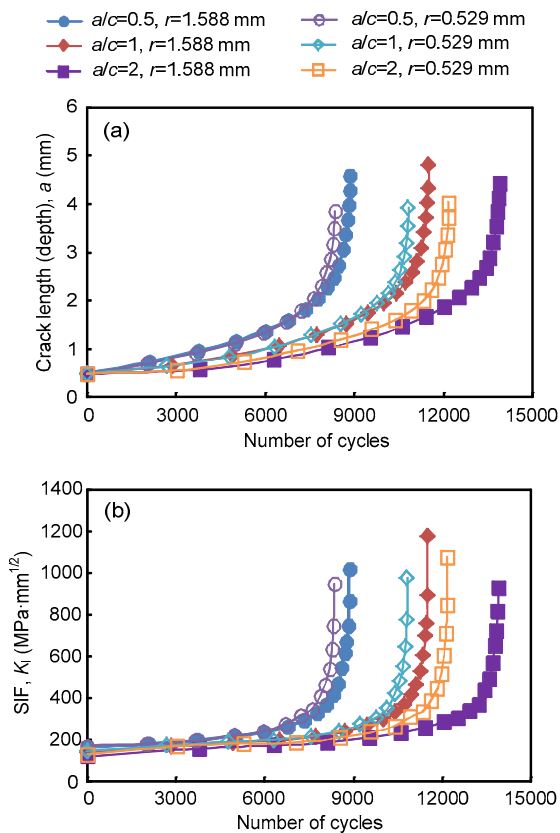 a/c=0.5, r=1.588 mm a/c=0.5, r=0.529 mm
a/c=1, r=1.588 mm a/c=1, r=0.529 mm
a/c=2, r=1.588 mm a/c=2, r=0.529 mm
(a)
Crack length (depth), a (mm)
6
5
4
3
2
1
0
0 3000 6000 9000 12000 15000
Number of cycles
(b)
SIF, K_I (MPa·mm^1/2)
1400
1200
1000
800
600
400
200
0
0 3000 6000 9000 12000 15000
Number of cycles